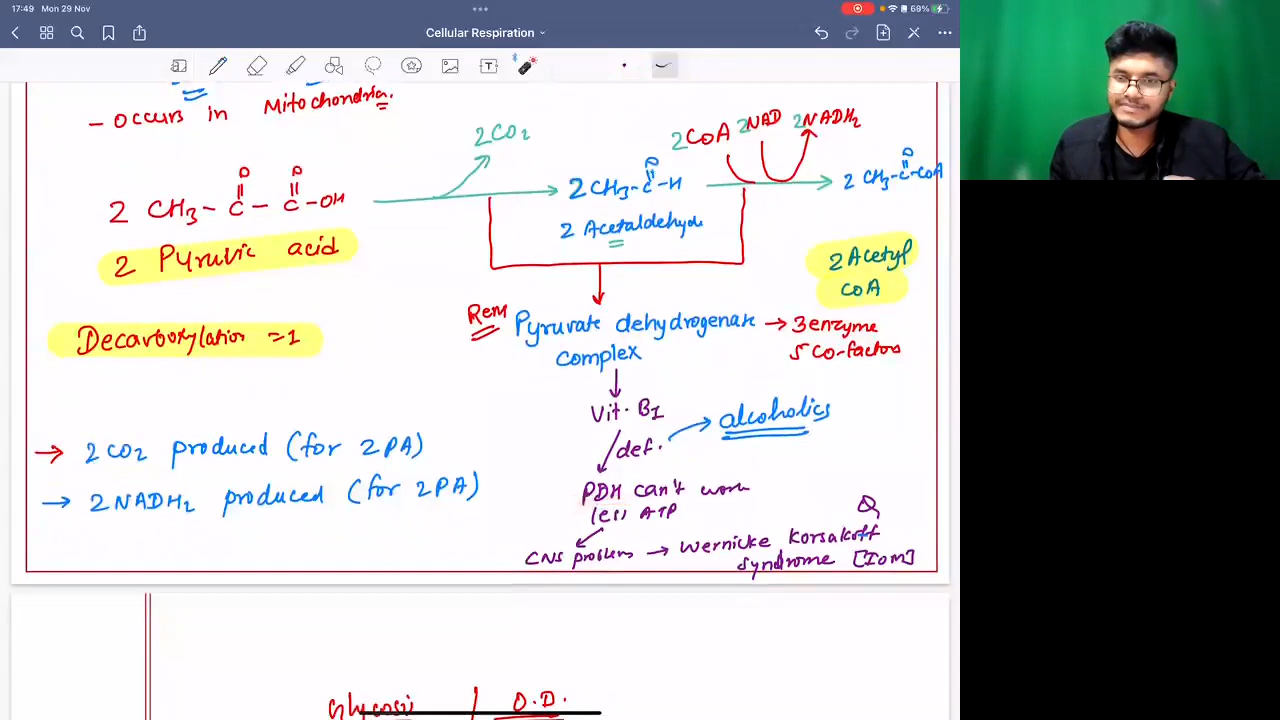 17:49 Mon 29 Nov
69%
Cellular Respiration
- Occurs in Mitochondria.
2CO2
2CoA 2NAD 2NADH2
O O
2 CH3 - C - C - OH
O
2CH3 - C - H
O
2 CH3 - C - CoA
2 Pyruvic acid
2 Acetaldehyde
2 Acetyl
CoA
Rem
Pyruvate dehydrogenate
complex
→ 3 enzyme
5 Co-factors
Decarboxylation = 1
Vit. B1
def.
→ alcoholics
→ 2CO2 produced (for 2PA)
→ 2NADH2 produced (for 2PA)
PDH can't work
less ATP
Q
CNS problem → Wernicke Korsakoff
syndrome [Iom]
O.D.